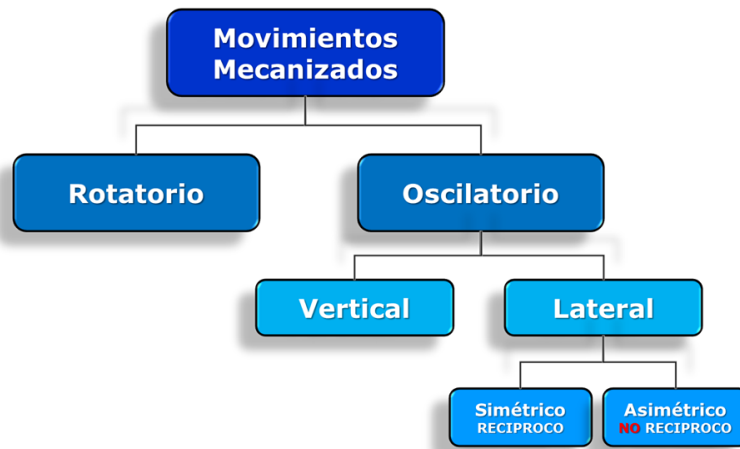 Movimientos
Mecanizados
Rotatorio
Oscilatorio
Vertical
Lateral
Simétrico
RECIPROCO
Asimétrico
NO RECIPROCO